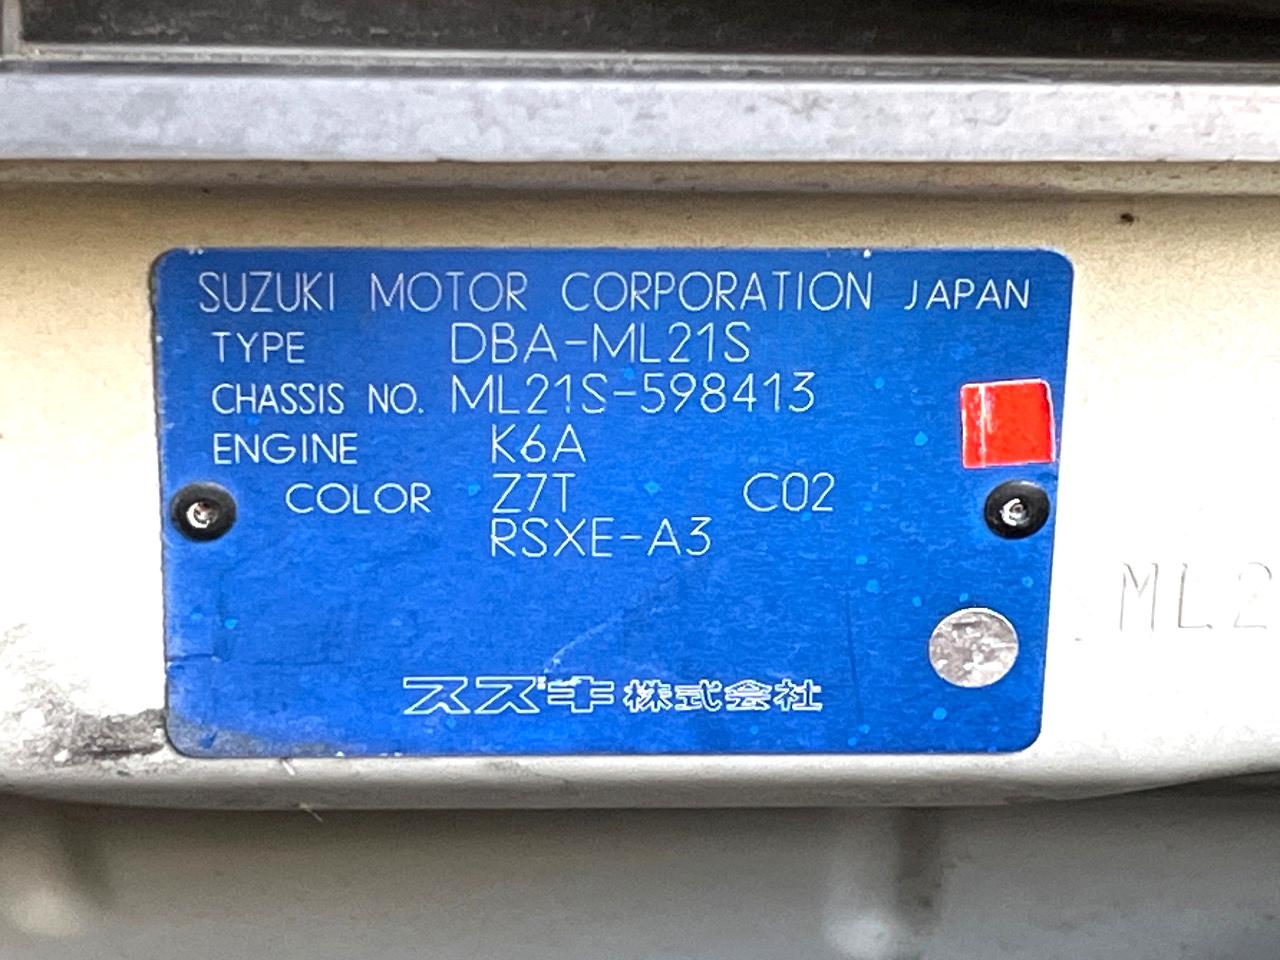 SUZUKI MOTOR CORPORATION JAPAN
TYPE DBA-ML21S
CHASSIS NO. ML21S-598413
ENGINE K6A
COLOR Z7T C02
RSXE-A3
スズキ株式会社
ML2